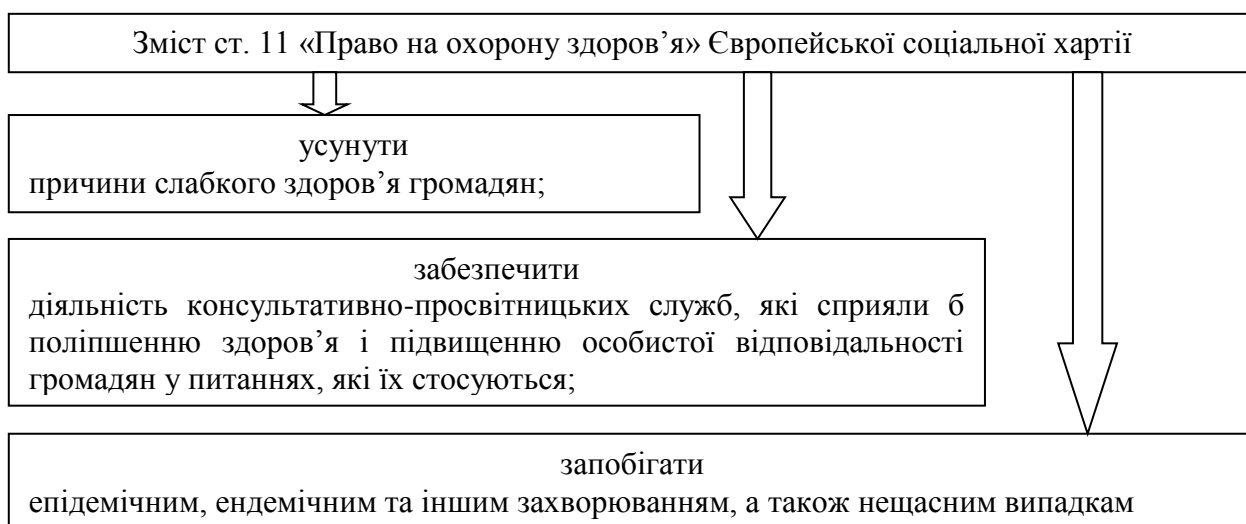 Зміст ст. 11 «Право на охорону здоров’я» Європейської соціальної хартії
усунути
причини слабкого здоров’я громадян;
забезпечити
діяльність консультативно-просвітницьких служб, які сприяли б
поліпшенню здоров’я і підвищенню особистої відповідальності
громадян у питаннях, які їх стосуються;
запобігати
епідемічним, ендемічним та іншим захворюванням, а також нещасним випадкам